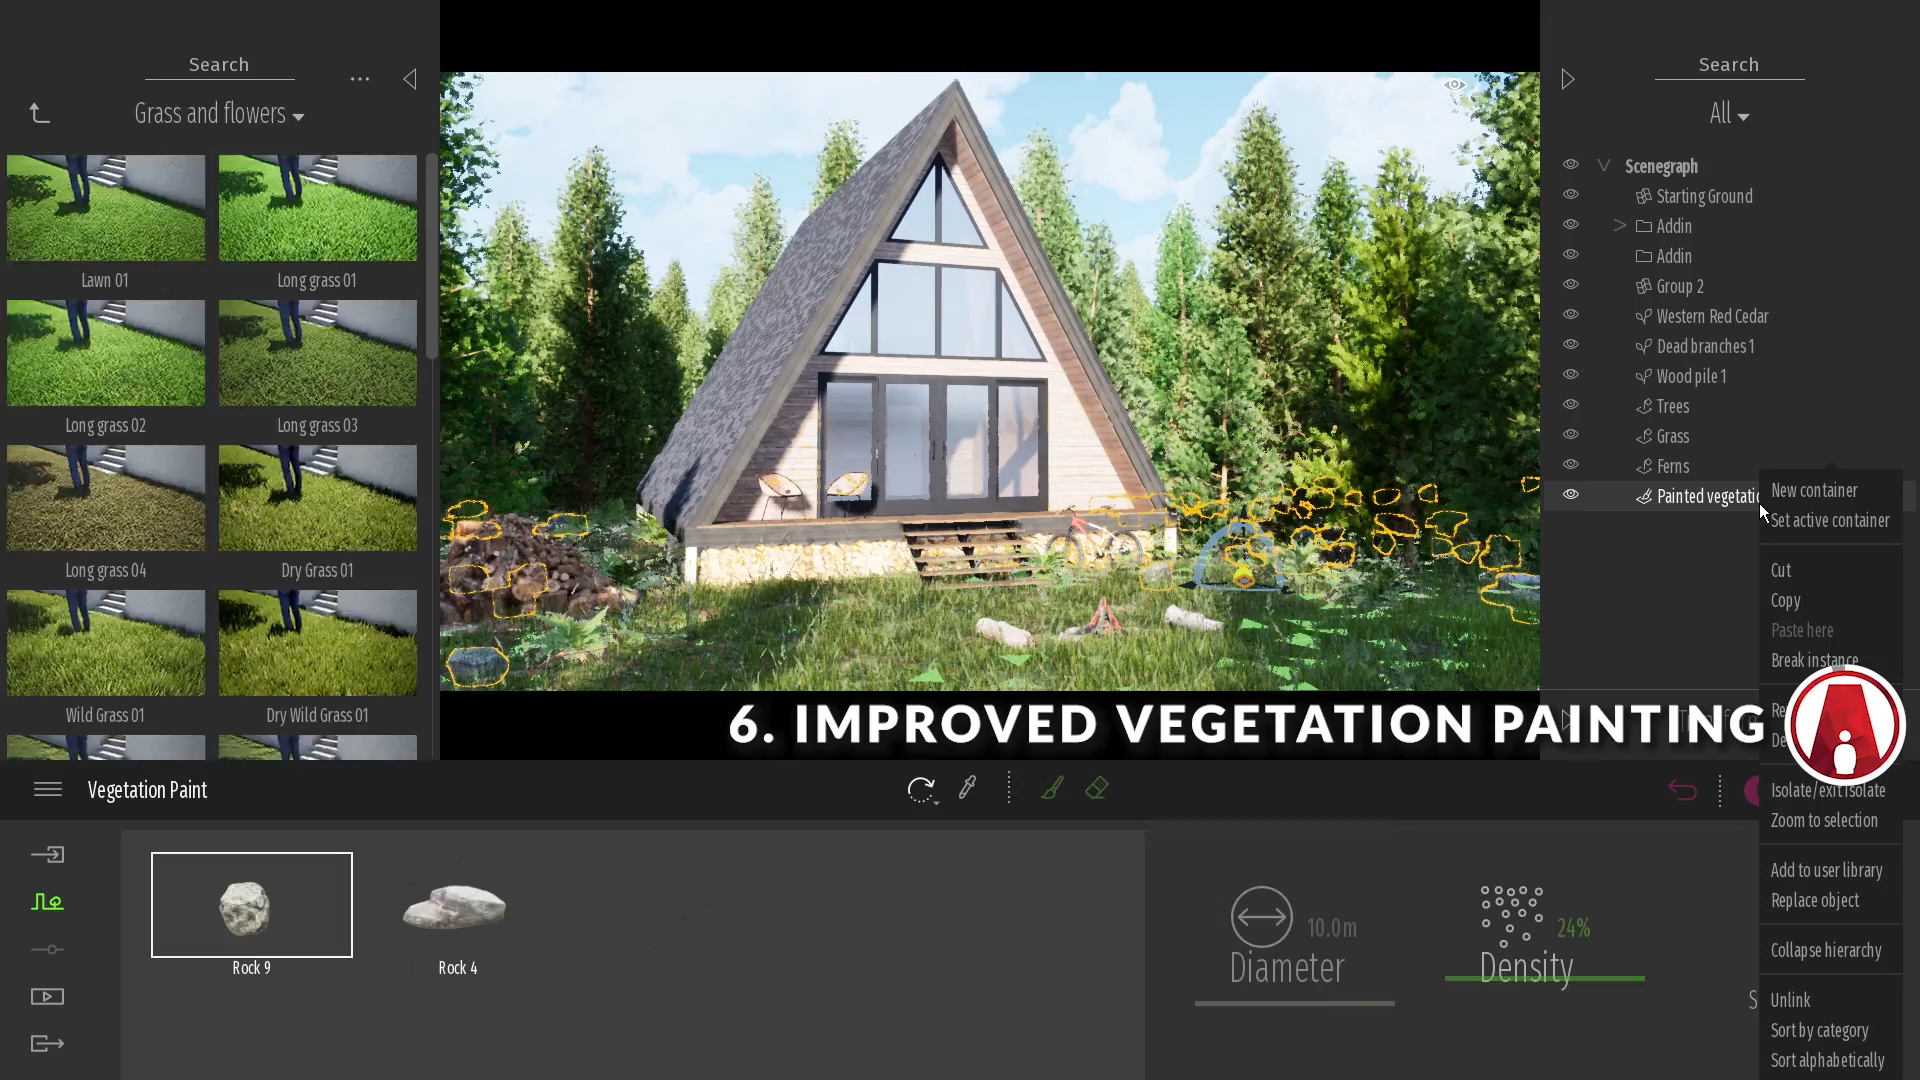 Search
Grass and flowers
Lawn 01
Long grass 01
Long grass 02
Long grass 03
Long grass 04
Dry Grass 01
Wild Grass 01
Dry Wild Grass 01
Search
All
Scenegraph
Starting Ground
Addin
Addin
Group 2
Western Red Cedar
Dead branches 1
Wood pile 1
Trees
Grass
Ferns
Painted vegetatio
New container
Set active container
Cut
Copy
Paste here
Break instance
Re
De
Isolate/exit isolate
Zoom to selection
Add to user library
Replace object
Collapse hierarchy
Unlink
Sort by category
Sort alphabetically
6. IMPROVED VEGETATION PAINTING
Vegetation Paint
Rock 9
Rock 4
10.0m
Diameter
24%
Density
S